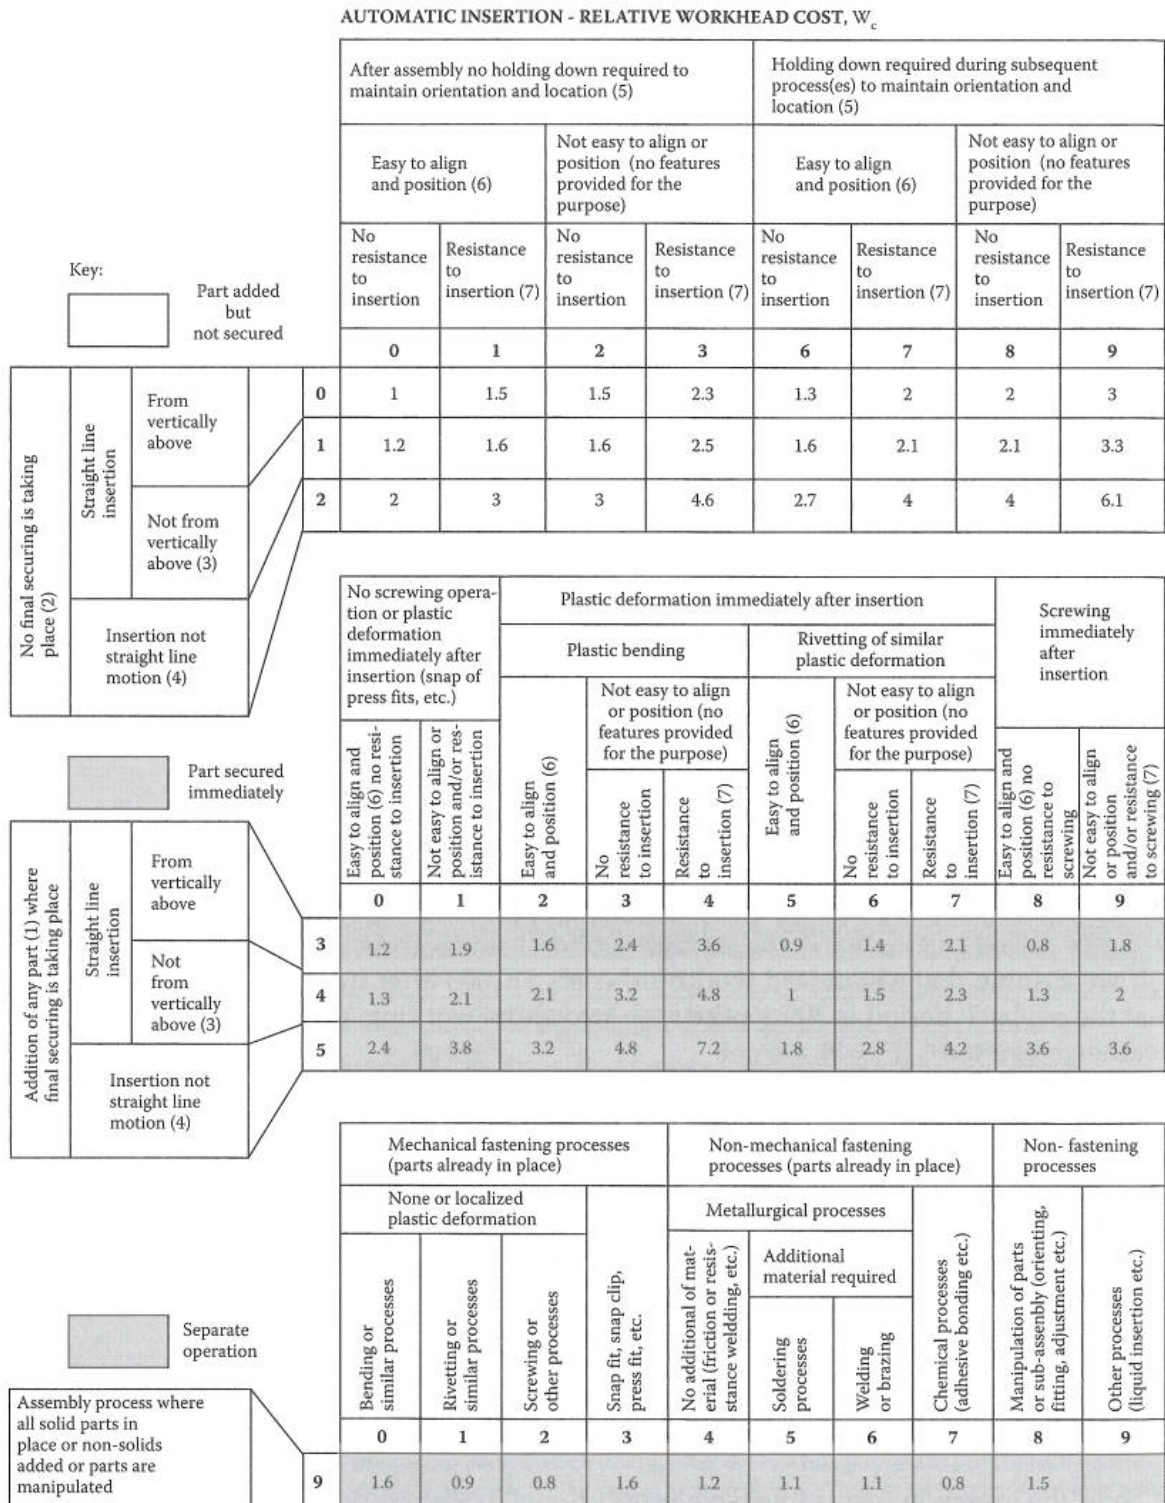 AUTOMATIC INSERTION - RELATIVE WORKHEAD COST, Wc
After assembly no holding down required to
maintain orientation and location (5)
Holding down required during subsequent
process(es) to maintain orientation and
location (5)
Easy to align
and position (6)
Not easy to align or
position (no features
provided for the
purpose)
Easy to align
and position (6)
Not easy to align or
position (no features
provided for the
purpose)
No
resistance
to
insertion
Resistance
to
insertion (7)
No
resistance
to
insertion
Resistance
to
insertion (7)
No
resistance
to
insertion
Resistance
to
insertion (7)
No
resistance
to
insertion
Resistance
to
insertion (7)
Key:
Part added
but
not secured
0 1 2 3 6 7 8 9
No final securing is taking
place (2)
Straight line
insertion
From
vertically
above
Not from
vertically
above (3)
Insertion not
straight line
motion (4)
0 1 1.5 1.5 2.3 1.3 2 2 3
1 1.2 1.6 1.6 2.5 1.6 2.1 2.1 3.3
2 2 3 3 4.6 2.7 4 4 6.1
No screwing opera-
tion or plastic
deformation
immediately after
insertion (snap of
press fits, etc.)
Plastic deformation immediately after insertion
Plastic bending
Rivetting of similar
plastic deformation
Screwing
immediately
after
insertion
Not easy to align
or position (no
features provided
for the purpose)
Not easy to align
or position (no
features provided
for the purpose)
Easy to align and
position (6) no resi-
stance to insertion
Not easy to align or
position and/or res-
istance to insertion
Easy to align
and position (6)
No
resistance
to insertion
Resistance
to
insertion (7)
Easy to align
and position (6)
No
resistance
to insertion
Resistance
to
insertion (7)
Easy to align and
position (6) no
resistance to
screwing
Not easy to align
or position
and/or resistance
to screwing (7)
Part secured
immediately
0 1 2 3 4 5 6 7 8 9
Addition of any part (1) where
final securing is taking place
Straight line
insertion
From
vertically
above
Not
from
vertically
above (3)
Insertion not
straight line
motion (4)
3 1.2 1.9 1.6 2.4 3.6 0.9 1.4 2.1 0.8 1.8
4 1.3 2.1 2.1 3.2 4.8 1 1.5 2.3 1.3 2
5 2.4 3.8 3.2 4.8 7.2 1.8 2.8 4.2 3.6 3.6
Mechanical fastening processes
(parts already in place)
Non-mechanical fastening
processes (parts already in place)
Non- fastening
processes
None or localized
plastic deformation
Metallurgical processes
Additional
material required
Bending or
similar processes
Rivetting or
similar processes
Screwing or
other processes
Snap fit, snap clip,
press fit, etc.
No additional of mat-
erial (friction or resis-
stance weldding, etc.)
Soldering
processes
Welding
or brazing
Chemical processes
(adhesive bonding etc.)
Manipulation of parts
or sub-assembly (orienting,
fitting, adjustment etc.)
Other processes
(liquid insertion etc.)
Separate
operation
0 1 2 3 4 5 6 7 8 9
Assembly process where
all solid parts in
place or non-solids
added or parts are
manipulated
9 1.6 0.9 0.8 1.6 1.2 1.1 1.1 0.8 1.5